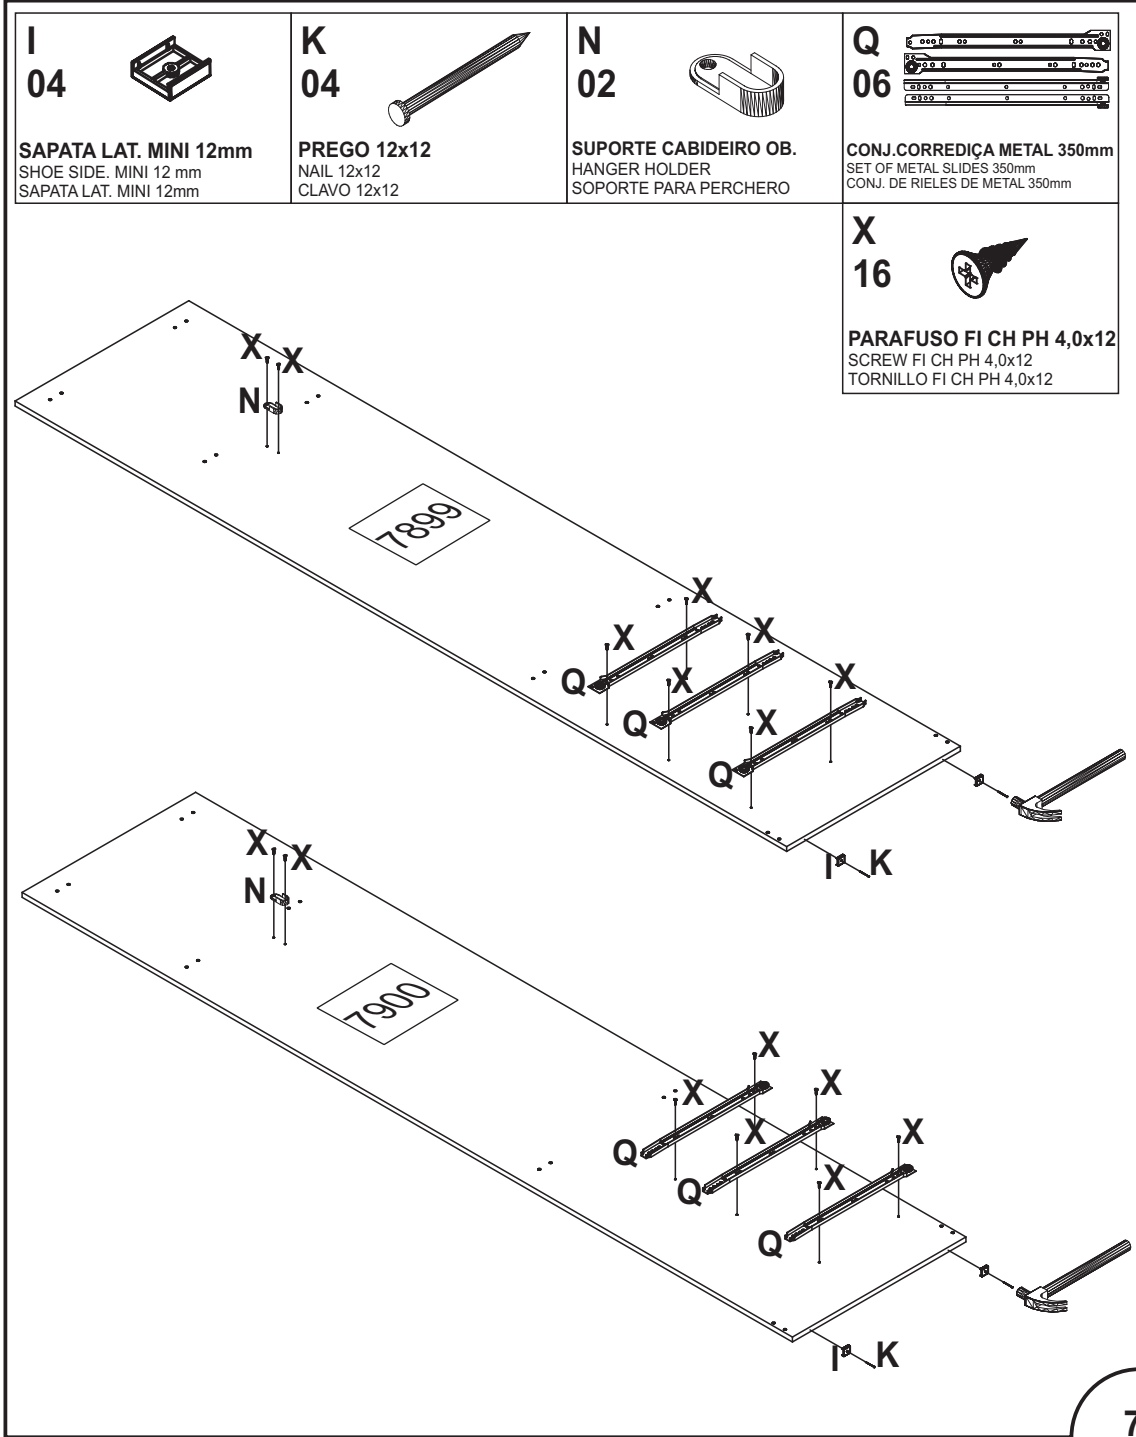 I
04
SAPATA LAT. MINI 12mm
SHOE SIDE. MINI 12 mm
SAPATA LAT. MINI 12mm
K
04
PREGO 12x12
NAIL 12x12
CLAVO 12x12
N
02
SUPORTE CABIDEIRO OB.
HANGER HOLDER
SOPORTE PARA PERCHERO
Q
06
CONJ.CORREDIÇA METAL 350mm
SET OF METAL SLIDES 350mm
CONJ. DE RIELES DE METAL 350mm
X
16
PARAFUSO FI CH PH 4,0x12
SCREW FI CH PH 4,0x12
TORNILLO FI CH PH 4,0x12
X
X
N
7899
X
X
X
Q
X
X
Q
X
Q
I
K
X
X
N
7900
X
X
X
X
X
Q
X
Q
Q
I
K
7